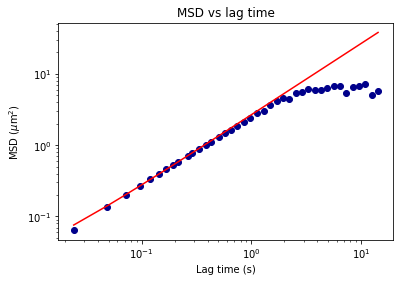 MSD vs lag time
MSD (μm²)
10¹
10⁰
10⁻¹
10⁻¹ 10⁰ 10¹
Lag time (s)